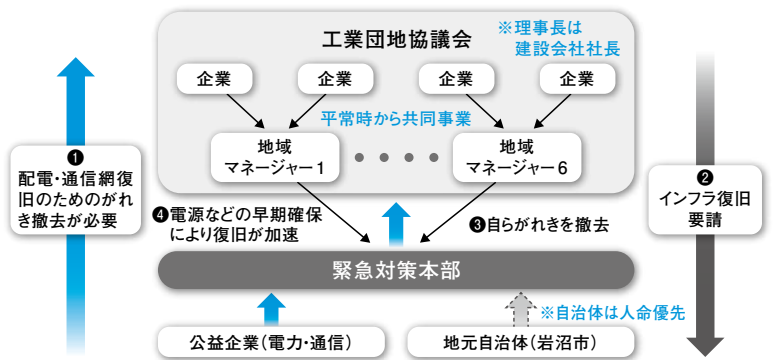 工業団地協議会
※理事長は
建設会社社長
企業
企業
企業
企業
平常時から共同事業
地域
マネージャー1
地域
マネージャー6
❶
配電・通信網復
旧のためのがれ
き撤去が必要
❷
インフラ復旧
要請
❹電源などの早期確保
により復旧が加速
❸自らがれきを撤去
緊急対策本部
※自治体は人命優先
公益企業(電力・通信)
地元自治体(岩沼市)